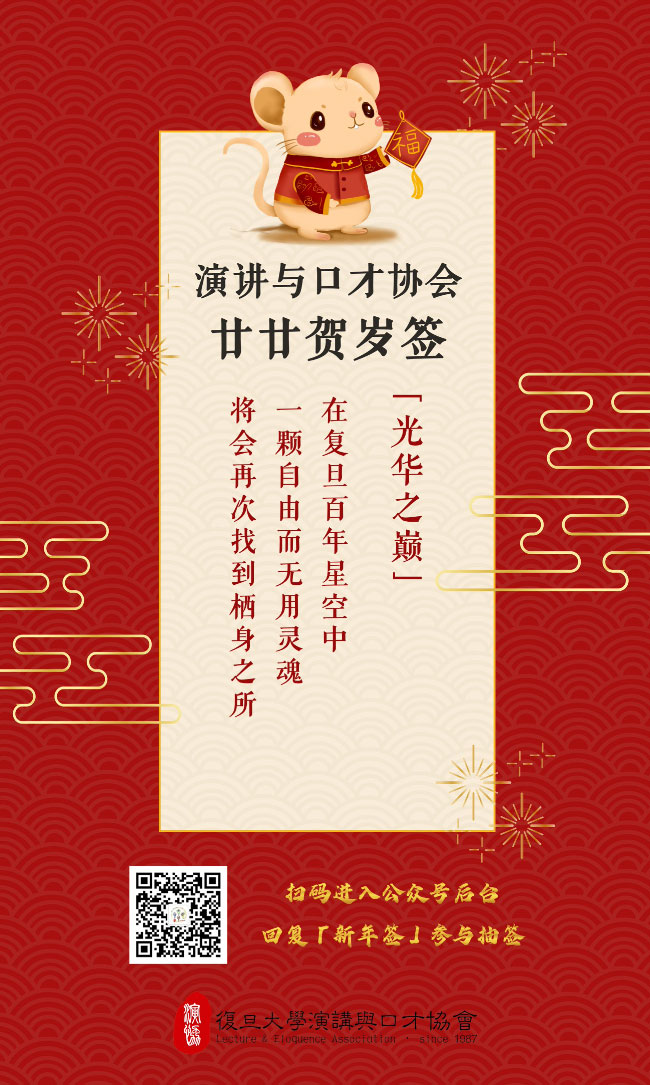 福
演讲与口才协会
廿廿贺岁签
「光华之巅」
在复旦百年星空中
一颗自由而无用灵魂
将会再次找到栖身之所
扫码进入公众号后台
回复「新年签」参与抽签
復旦大學演講與口才協會
Lecture & Eloquence Association · since 1987